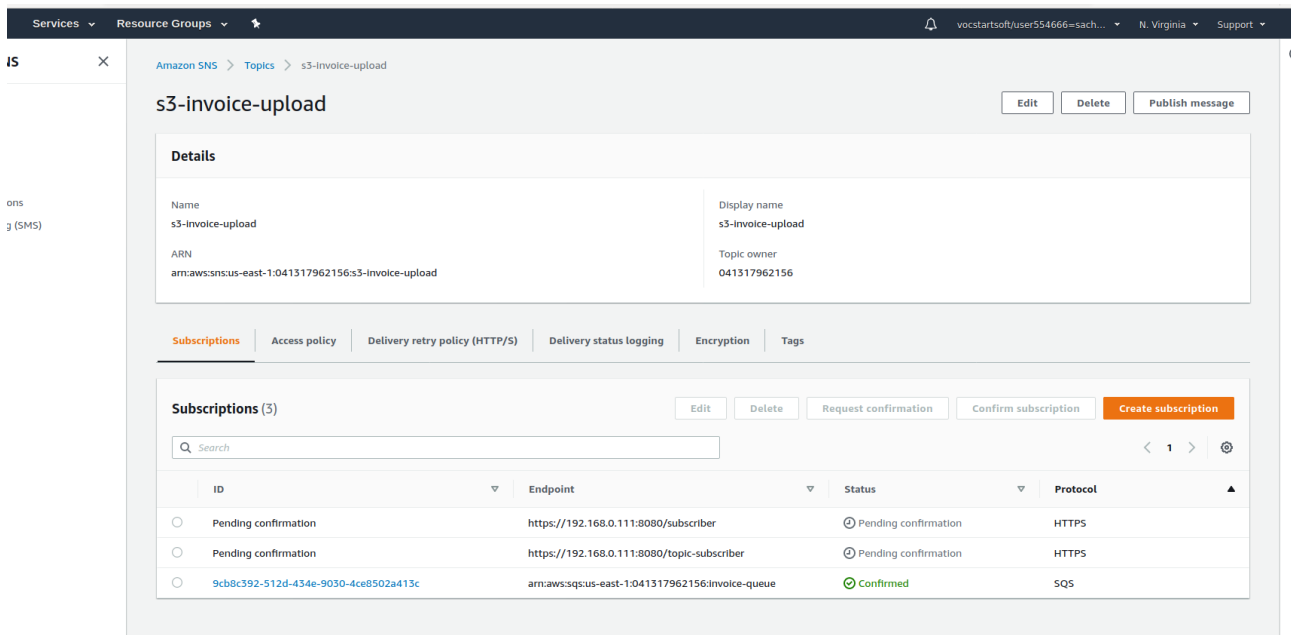 Services Resource Groups vocstartsoft/user554666=sach... N. Virginia Support
NS
Amazon SNS > Topics > s3-invoice-upload
s3-invoice-upload
Edit Delete Publish message
Details
ons
g (SMS)
Name Display name
s3-invoice-upload s3-invoice-upload
ARN Topic owner
arn:aws:sns:us-east-1:041317962156:s3-invoice-upload 041317962156
Subscriptions Access policy Delivery retry policy (HTTP/S) Delivery status logging Encryption Tags
Subscriptions (3) Edit Delete Request confirmation Confirm subscription Create subscription
Search < 1 >
ID Endpoint Status Protocol
Pending confirmation https://192.168.0.111:8080/subscriber Pending confirmation HTTPS
Pending confirmation https://192.168.0.111:8080/topic-subscriber Pending confirmation HTTPS
9cb8c392-512d-434e-9030-4ce8502a413c arn:aws:sqs:us-east-1:041317962156:invoice-queue Confirmed SQS